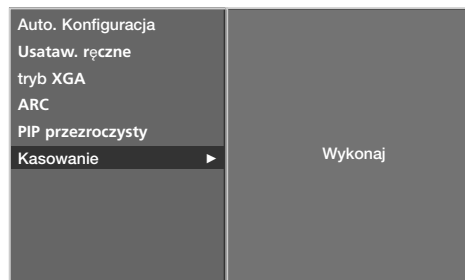 Auto. Konfiguracja
Usataw. ręczne
tryb XGA
ARC
PIP przezroczysty
Kasowanie ►
Wykonaj